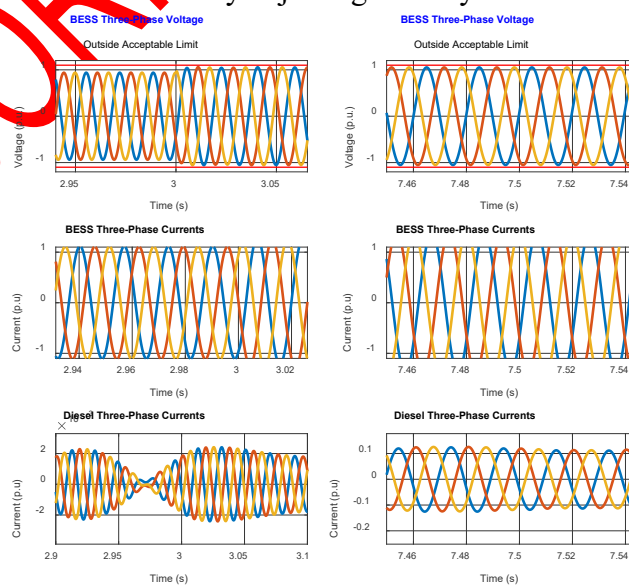 BESS Three-Phase Voltage
Outside Acceptable Limit
Voltage (p.u.)
1
0
-1
2.95 3 3.05
Time (s)
BESS Three-Phase Voltage
Outside Acceptable Limit
Voltage (p.u.)
1
0
-1
7.46 7.48 7.5 7.52 7.54
Time (s)
BESS Three-Phase Currents
Current (p.u)
1
0
-1
2.94 2.96 2.98 3 3.02
Time (s)
BESS Three-Phase Currents
Current (p.u)
1
0
-1
7.46 7.48 7.5 7.52 7.54
Time (s)
Diesel Three-Phase Currents
Current (p.u)
2
0
-2
2.9 2.95 3 3.05 3.1
Time (s)
Diesel Three-Phase Currents
Current (p.u)
0.1
0
-0.1
-0.2
7.46 7.48 7.5 7.52 7.54
Time (s)